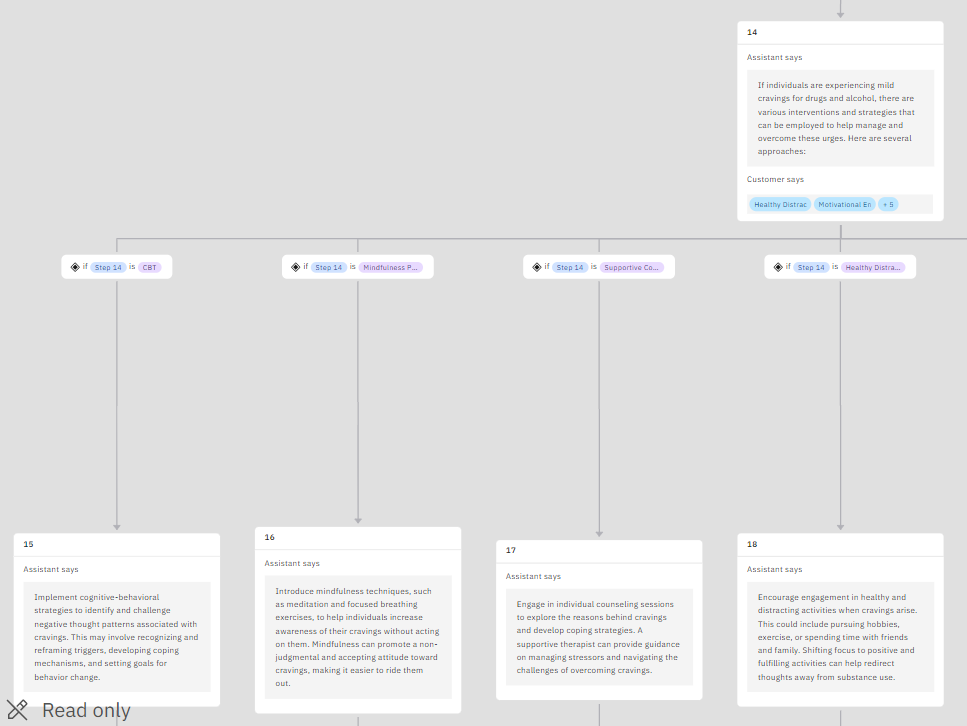 14
Assistant says
If individuals are experiencing mild
cravings for drugs and alcohol, there are
various interventions and strategies that
can be employed to help manage and
overcome these urges. Here are several
approaches:
Customer says
Healthy Distrac Motivational En + 5
if Step 14 is CBT
if Step 14 is Mindfulness P...
if Step 14 is Supportive Co...
if Step 14 is Healthy Distra...
15
Assistant says
Implement cognitive-behavioral
strategies to identify and challenge
negative thought patterns associated with
cravings. This may involve recognizing and
reframing triggers, developing coping
mechanisms, and setting goals for
behavior change.
16
Assistant says
Introduce mindfulness techniques, such
as meditation and focused breathing
exercises, to help individuals increase
awareness of their cravings without acting
on them. Mindfulness can promote a non-
judgmental and accepting attitude toward
cravings, making it easier to ride them
out.
17
Assistant says
Engage in individual counseling sessions
to explore the reasons behind cravings
and develop coping strategies. A
supportive therapist can provide guidance
on managing stressors and navigating the
challenges of overcoming cravings.
18
Assistant says
Encourage engagement in healthy and
distracting activities when cravings arise.
This could include pursuing hobbies,
exercise, or spending time with friends
and family. Shifting focus to positive and
fulfilling activities can help redirect
thoughts away from substance use.
Read only